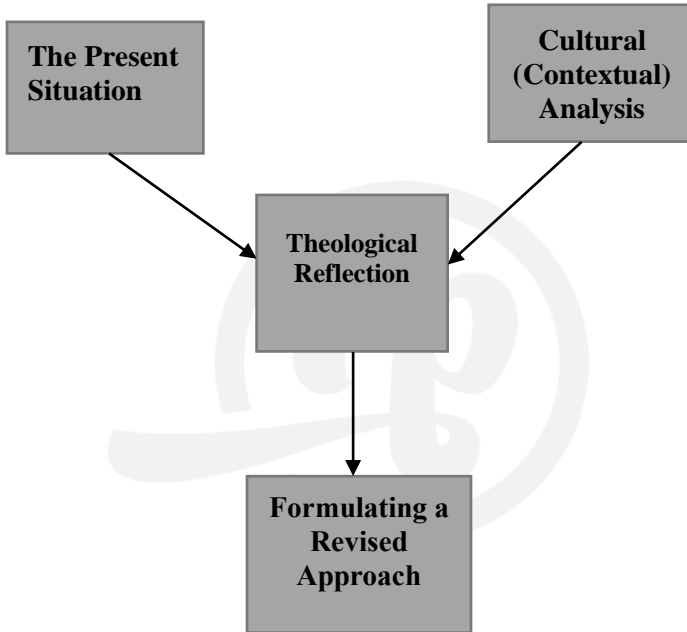 The Present
Situation
Cultural
(Contextual)
Analysis
Theological
Reflection
Formulating a
Revised
Approach